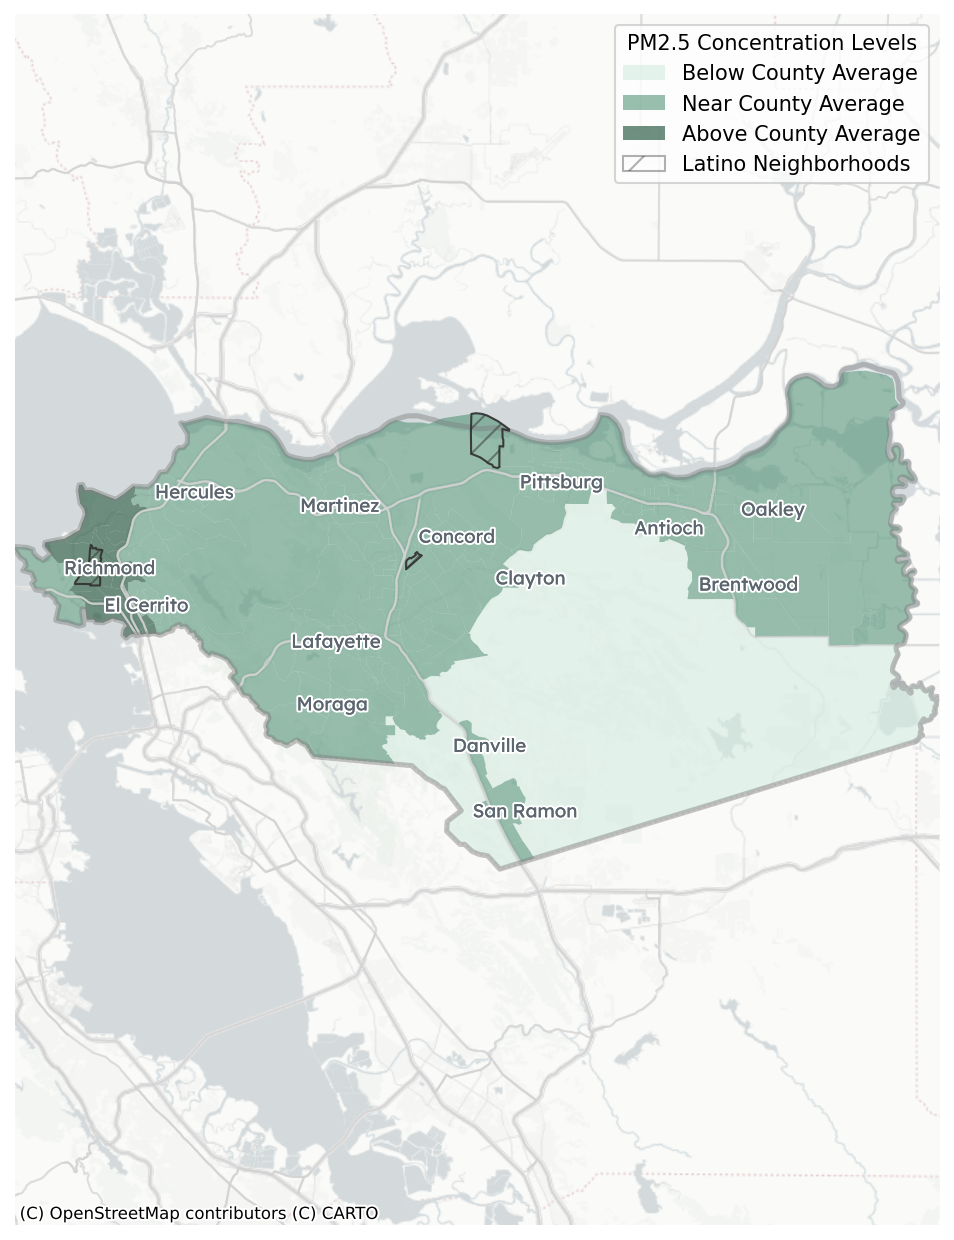 PM2.5 Concentration Levels
Below County Average
Near County Average
Above County Average
Latino Neighborhoods
Pittsburg
Hercules
Martinez
Oakley
Antioch
Concord
Richmond
Clayton
Brentwood
El Cerrito
Lafayette
Moraga
Danville
San Ramon
(C) OpenStreetMap contributors (C) CARTO